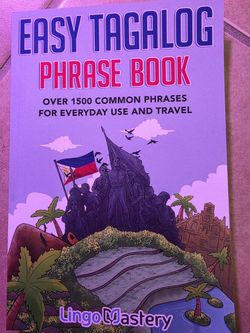 EASY TAGALOG
PHRASE BOOK
OVER 1500 COMMON PHRASES
FOR EVERYDAY USE AND TRAVEL
Lingo Mastery